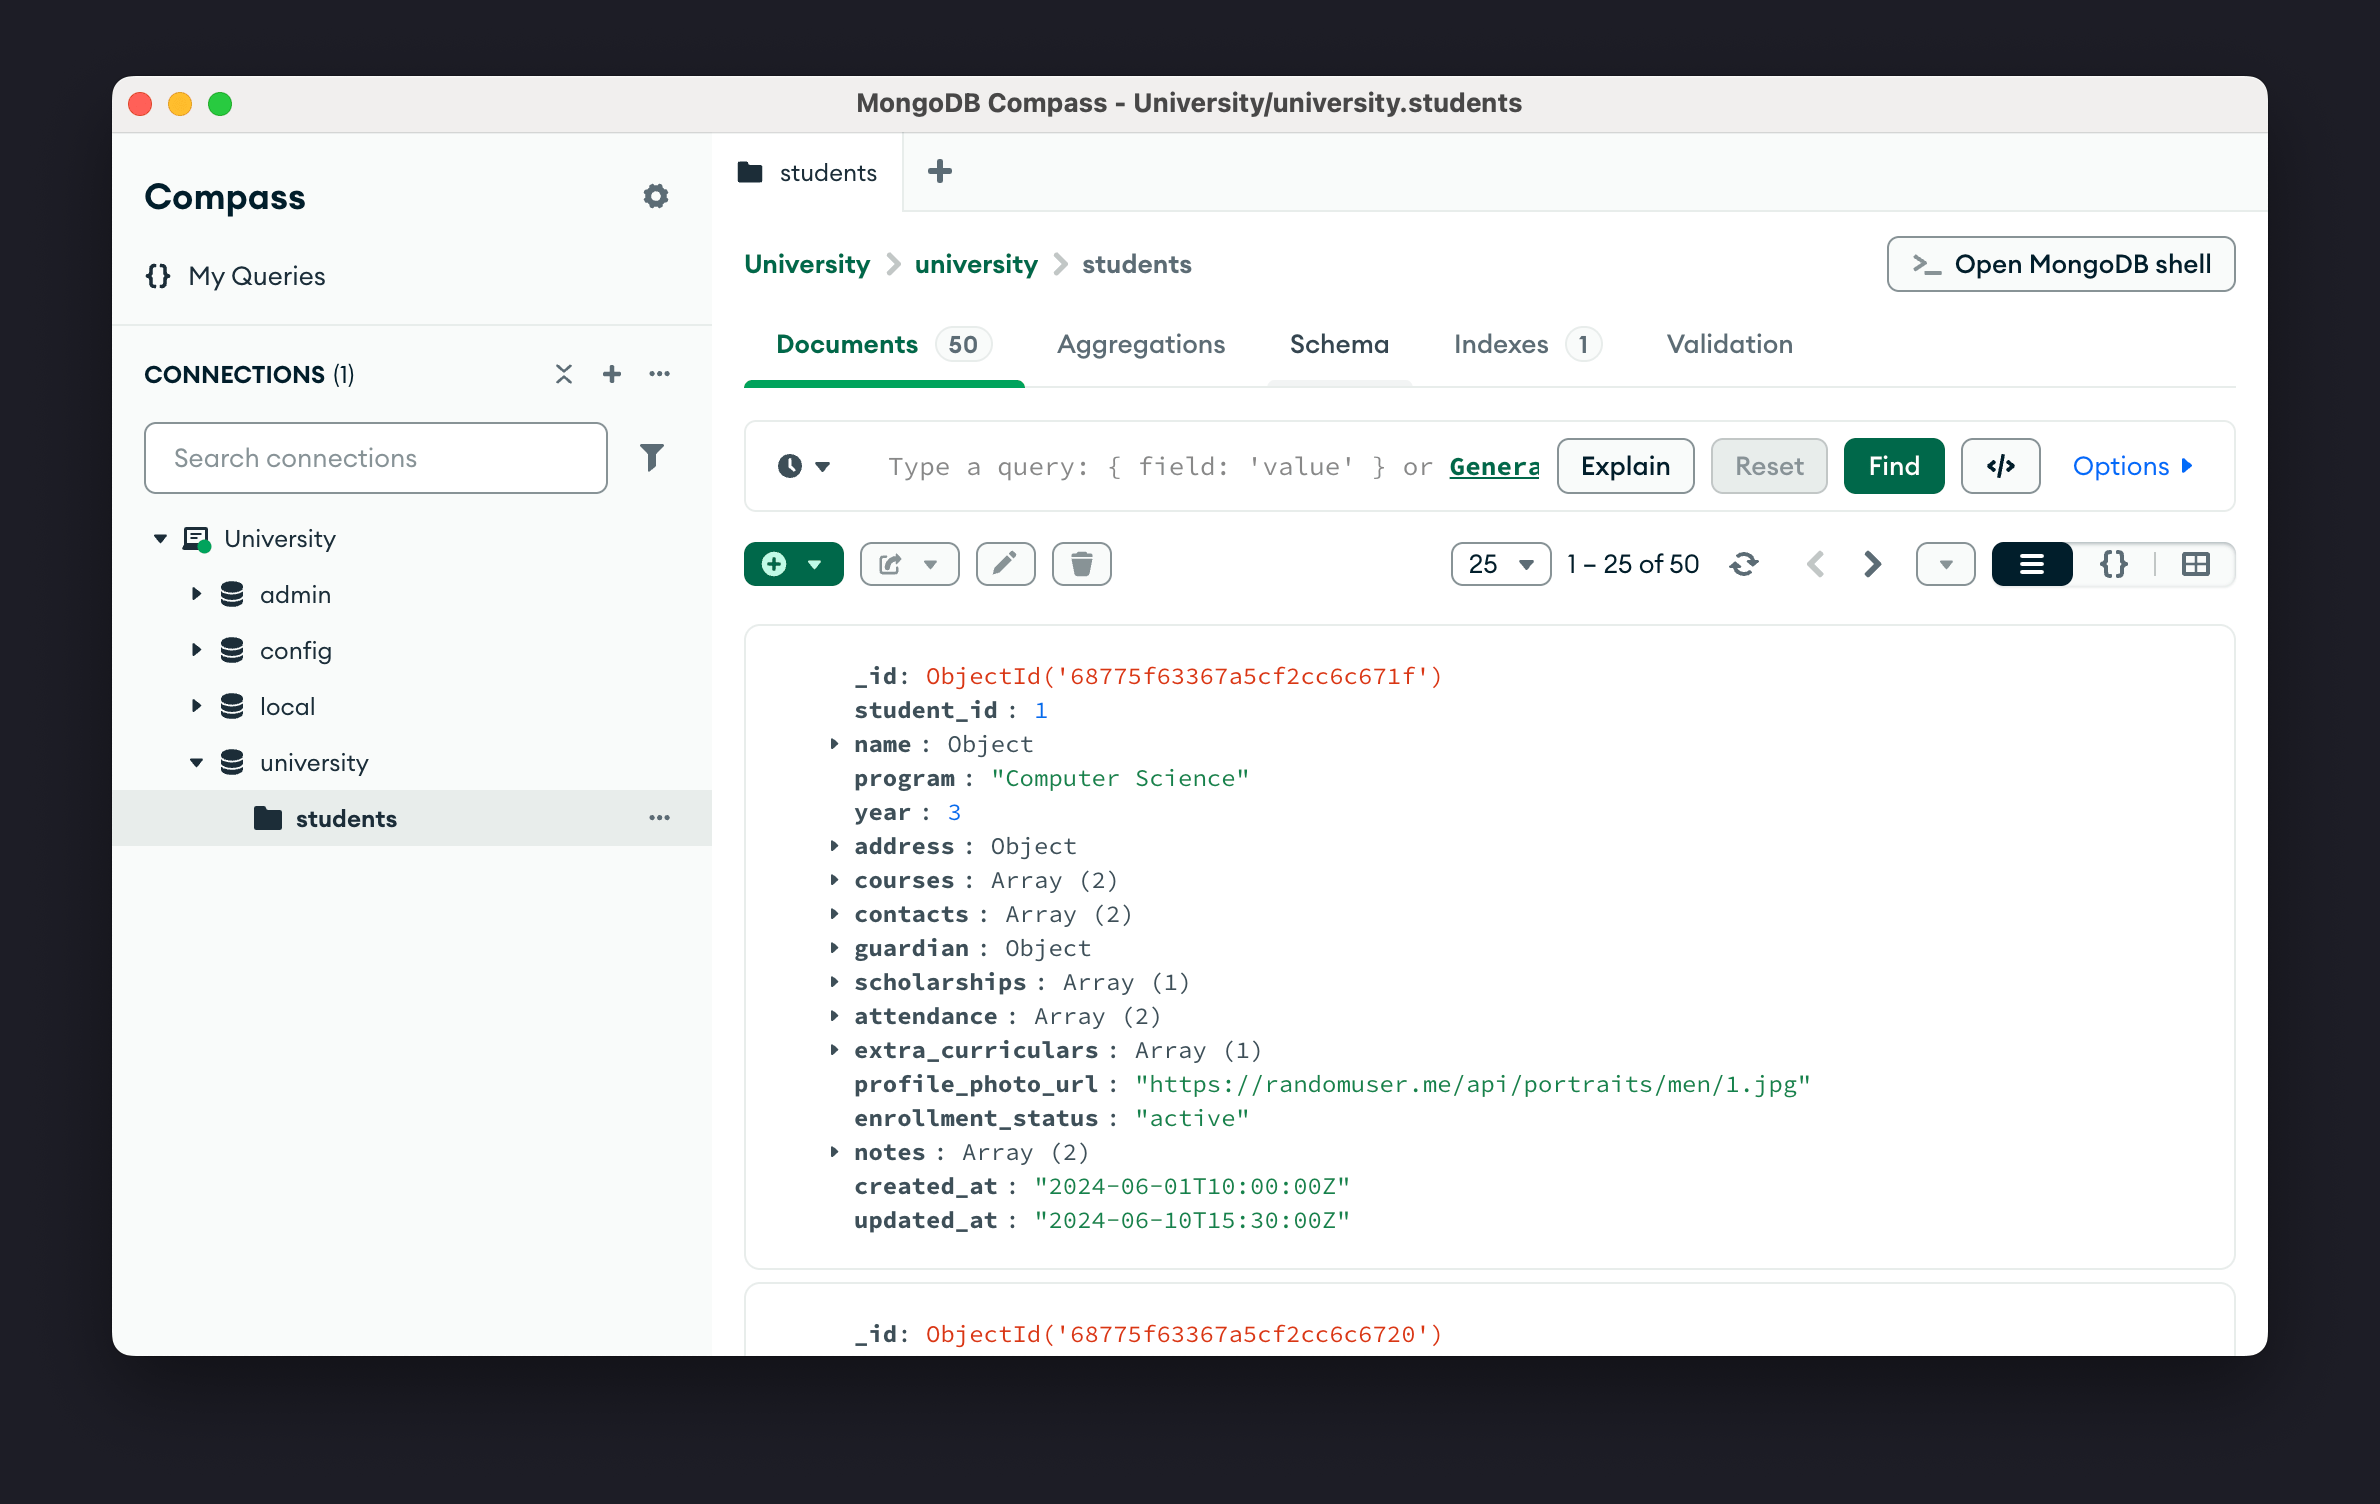 MongoDB Compass - University/university.students
Compass
{} My Queries
CONNECTIONS (1)
Search connections
University
admin
config
local
university
students
students
University > university > students
>_ Open MongoDB shell
Documents 50 Aggregations Schema Indexes 1 Validation
Type a query: { field: 'value' } or Genera Explain Reset Find </> Options
25 1 – 25 of 50 {}
_id: ObjectId('68775f63367a5cf2cc6c671f')
student_id : 1
name : Object
program : "Computer Science"
year : 3
address : Object
courses : Array (2)
contacts : Array (2)
guardian : Object
scholarships : Array (1)
attendance : Array (2)
extra_curriculars : Array (1)
profile_photo_url : "https://randomuser.me/api/portraits/men/1.jpg"
enrollment_status : "active"
notes : Array (2)
created_at : "2024-06-01T10:00:00Z"
updated_at : "2024-06-10T15:30:00Z"
_id: ObjectId('68775f63367a5cf2cc6c6720')